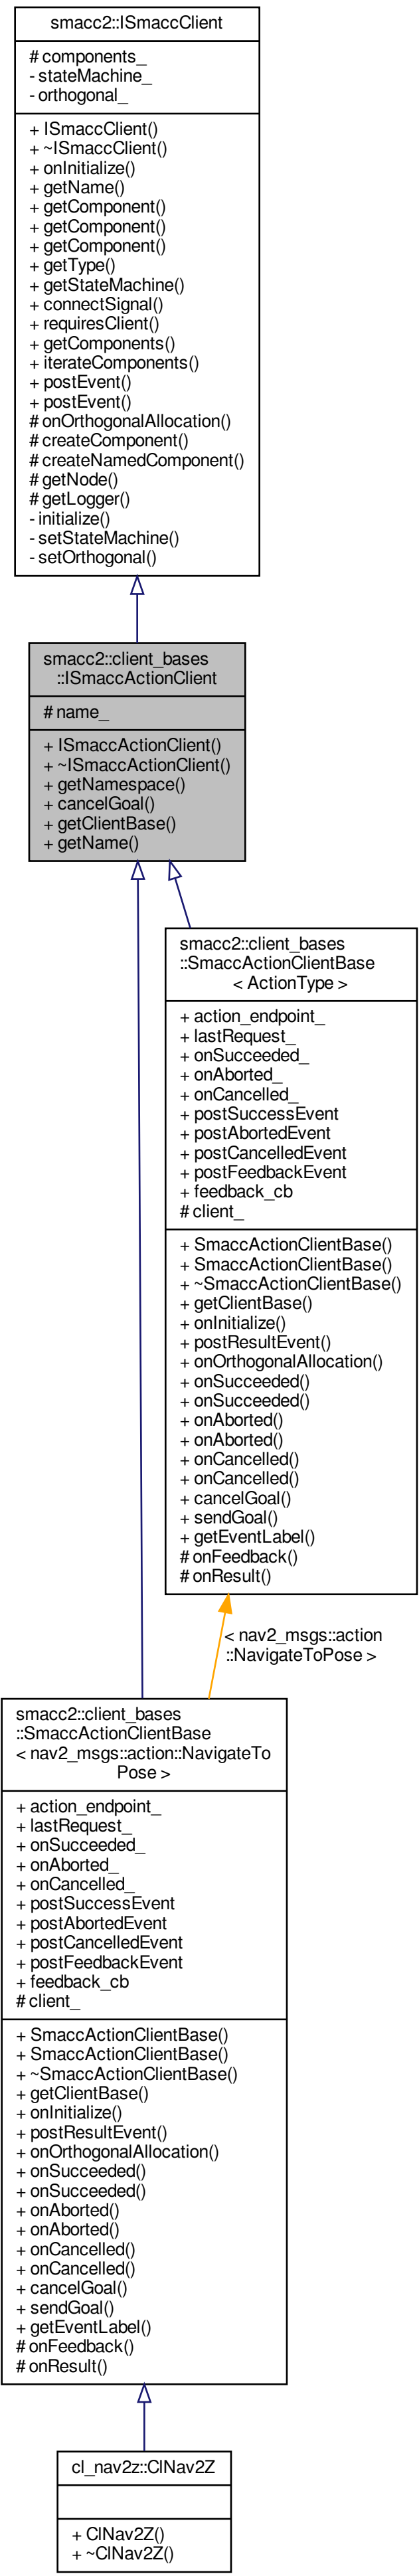 smacc2::ISmaccClient
# components_
- stateMachine_
- orthogonal_
+ ISmaccClient()
+ ~ISmaccClient()
+ onInitialize()
+ getName()
+ getComponent()
+ getComponent()
+ getComponent()
+ getType()
+ getStateMachine()
+ connectSignal()
+ requiresClient()
+ getComponents()
+ iterateComponents()
+ postEvent()
+ postEvent()
# onOrthogonalAllocation()
# createComponent()
# createNamedComponent()
# getNode()
# getLogger()
- initialize()
- setStateMachine()
- setOrthogonal()
smacc2::client_bases
::ISmaccActionClient
# name_
+ ISmaccActionClient()
+ ~ISmaccActionClient()
+ getNamespace()
+ cancelGoal()
+ getClientBase()
+ getName()
smacc2::client_bases
::SmaccActionClientBase
< ActionType >
+ action_endpoint_
+ lastRequest_
+ onSucceeded_
+ onAborted_
+ onCancelled_
+ postSuccessEvent
+ postAbortedEvent
+ postCancelledEvent
+ postFeedbackEvent
+ feedback_cb
# client_
+ SmaccActionClientBase()
+ SmaccActionClientBase()
+ ~SmaccActionClientBase()
+ getClientBase()
+ onInitialize()
+ postResultEvent()
+ onOrthogonalAllocation()
+ onSucceeded()
+ onSucceeded()
+ onAborted()
+ onAborted()
+ onCancelled()
+ onCancelled()
+ cancelGoal()
+ sendGoal()
+ getEventLabel()
# onFeedback()
# onResult()
< nav2_msgs::action
::NavigateToPose >
smacc2::client_bases
::SmaccActionClientBase
< nav2_msgs::action::NavigateTo
Pose >
+ action_endpoint_
+ lastRequest_
+ onSucceeded_
+ onAborted_
+ onCancelled_
+ postSuccessEvent
+ postAbortedEvent
+ postCancelledEvent
+ postFeedbackEvent
+ feedback_cb
# client_
+ SmaccActionClientBase()
+ SmaccActionClientBase()
+ ~SmaccActionClientBase()
+ getClientBase()
+ onInitialize()
+ postResultEvent()
+ onOrthogonalAllocation()
+ onSucceeded()
+ onSucceeded()
+ onAborted()
+ onAborted()
+ onCancelled()
+ onCancelled()
+ cancelGoal()
+ sendGoal()
+ getEventLabel()
# onFeedback()
# onResult()
cl_nav2z::ClNav2Z
+ ClNav2Z()
+ ~ClNav2Z()